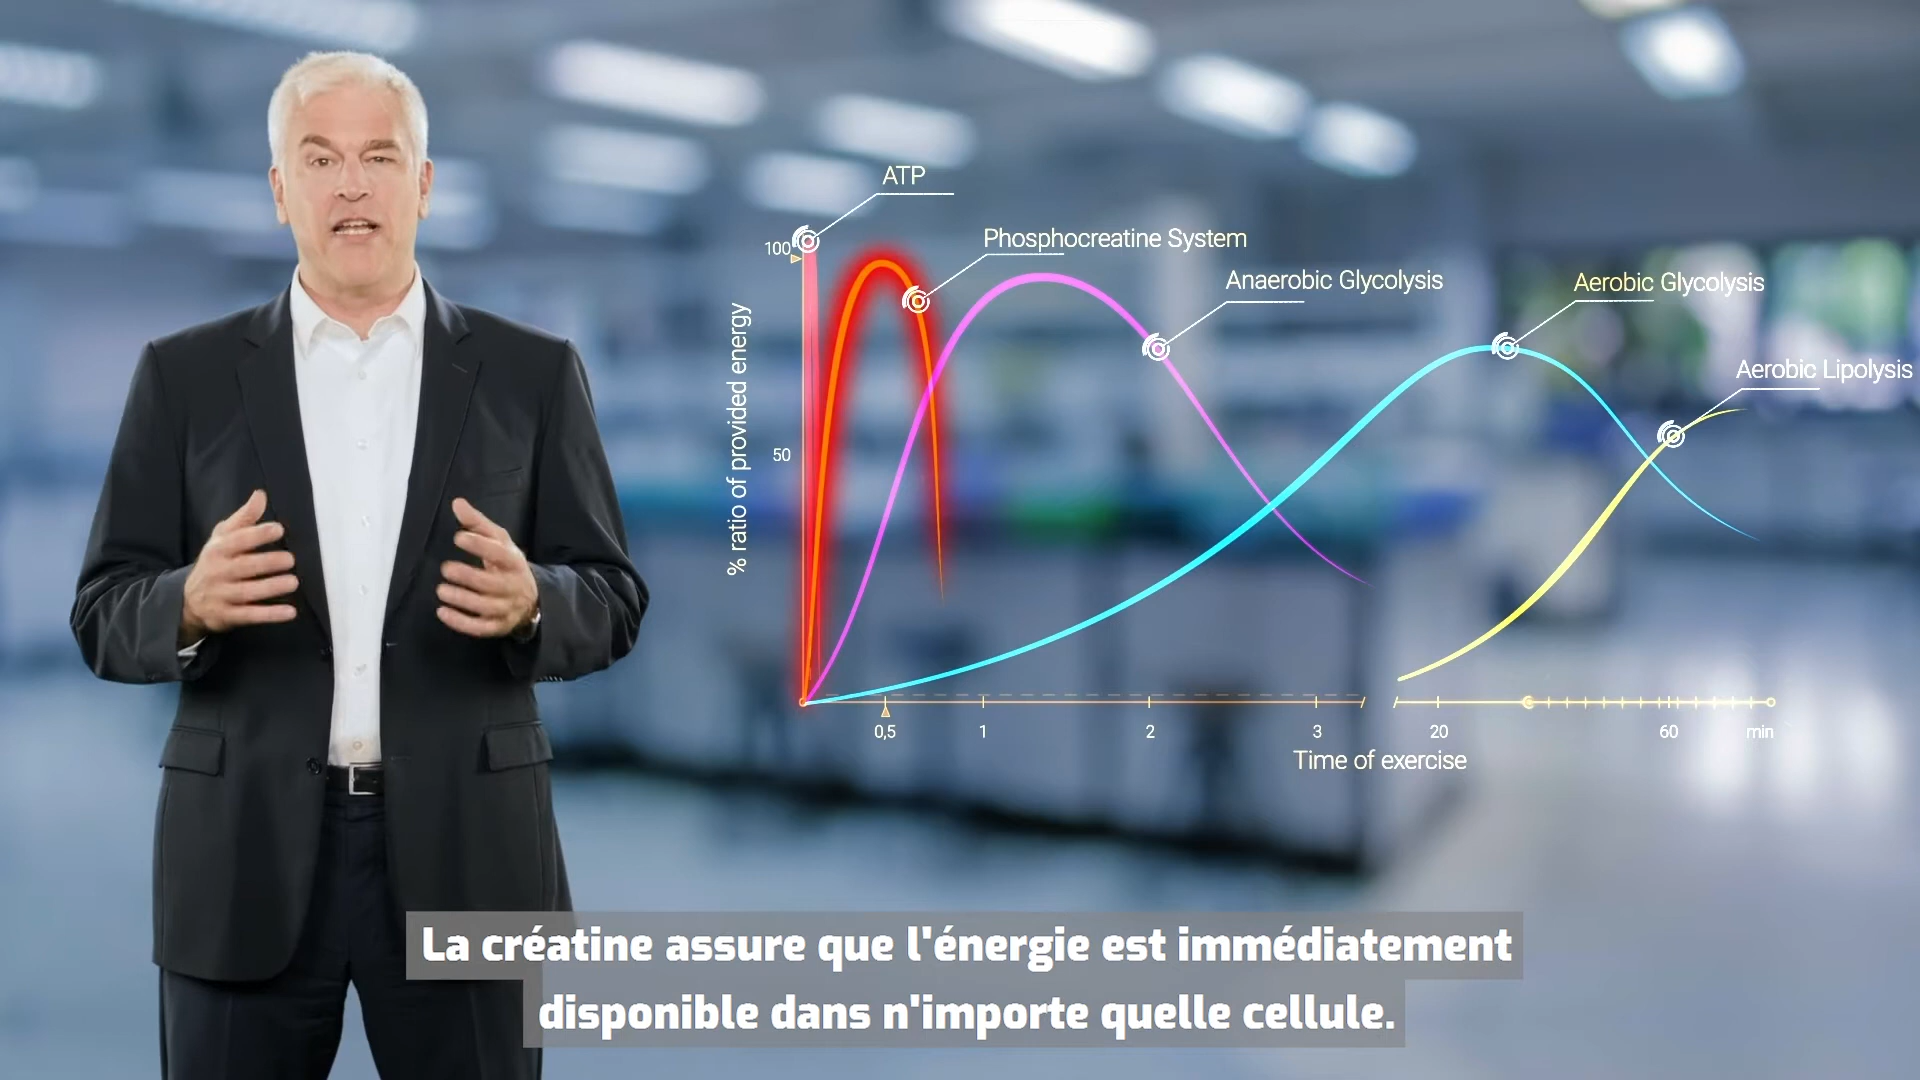 ATP
Phosphocreatine System
Anaerobic Glycolysis
Aerobic Glycolysis
Aerobic Lipolysis
100
50
% ratio of provided energy
0,5 1 2 3 20 60 min
Time of exercise
La créatine assure que l'énergie est immédiatement
disponible dans n'importe quelle cellule.